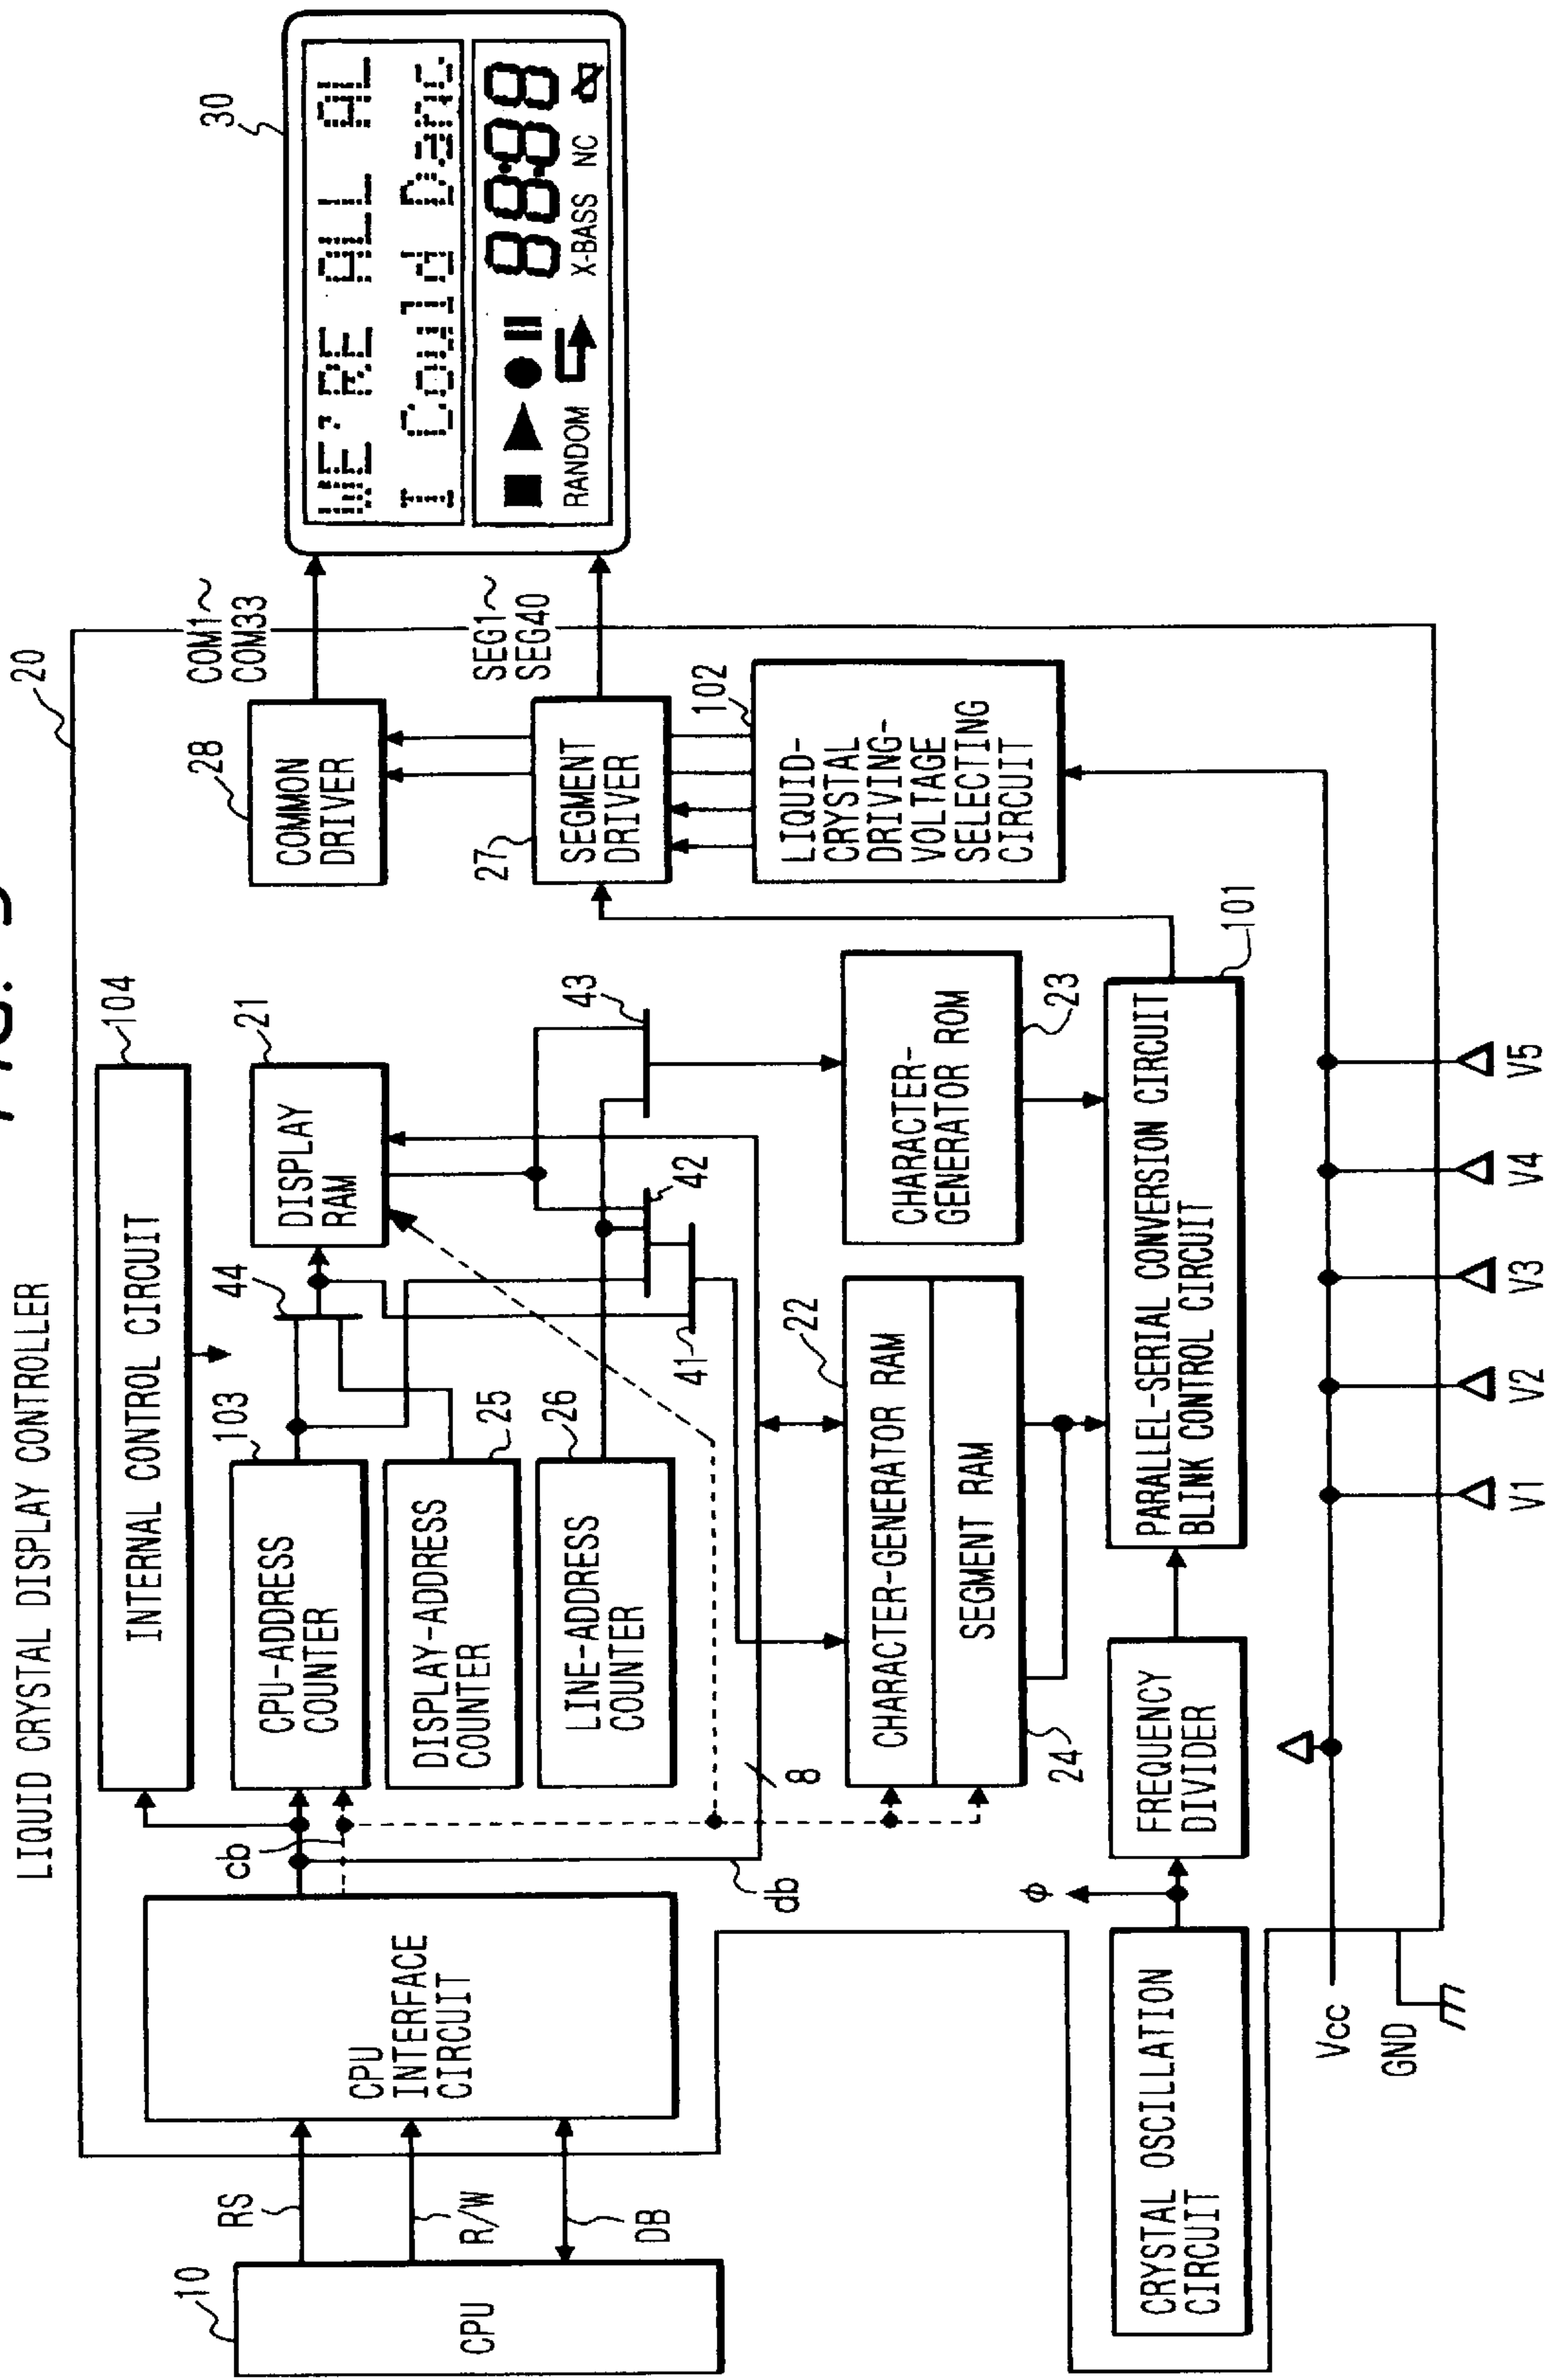 LIQUID CRYSTAL DISPLAY CONTROLLER
20
10
CPU
RS
R/W
DB
CPU
INTERFACE
CIRCUIT
cb
db
8
INTERNAL CONTROL CIRCUIT
104
CPU-ADDRESS
COUNTER
103
DISPLAY-ADDRESS
COUNTER
25
LINE-ADDRESS
COUNTER
26
44
DISPLAY
RAM
21
41
42
43
CHARACTER-GENERATOR RAM
22
SEGMENT RAM
24
CHARACTER-
GENERATOR ROM
23
CRYSTAL OSCILLATION
CIRCUIT
ϕ
FREQUENCY
DIVIDER
PARALLEL-SERIAL CONVERSION CIRCUIT
BLINK CONTROL CIRCUIT
101
COMMON
DRIVER
28
SEGMENT
DRIVER
27
LIQUID-
CRYSTAL
DRIVING-
VOLTAGE
SELECTING
CIRCUIT
102
COM1~
COM33
SEG1~
SEG40
30
WE'RE ALL AL
I Could Danc
88:88
RANDOM
X-BASS
NC
Vcc
GND
V1
V2
V3
V4
V5